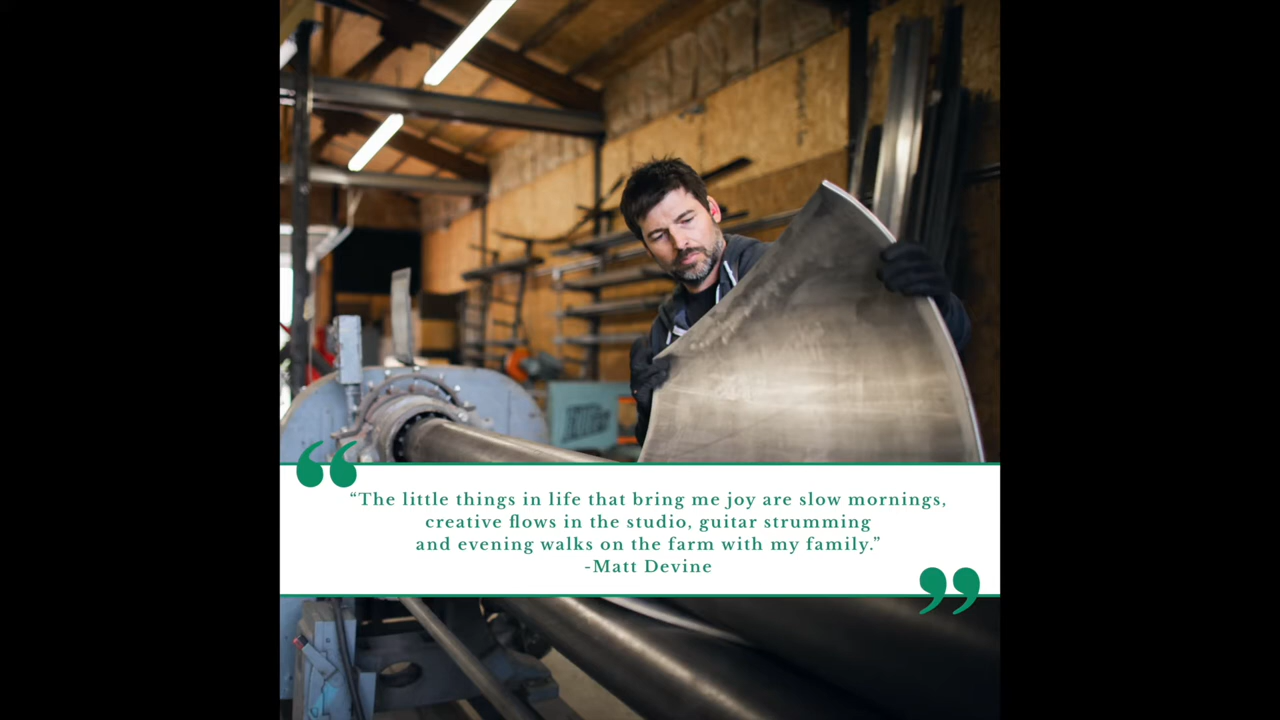 “The little things in life that bring me joy are slow mornings,
creative flows in the studio, guitar strumming
and evening walks on the farm with my family.”
-Matt Devine